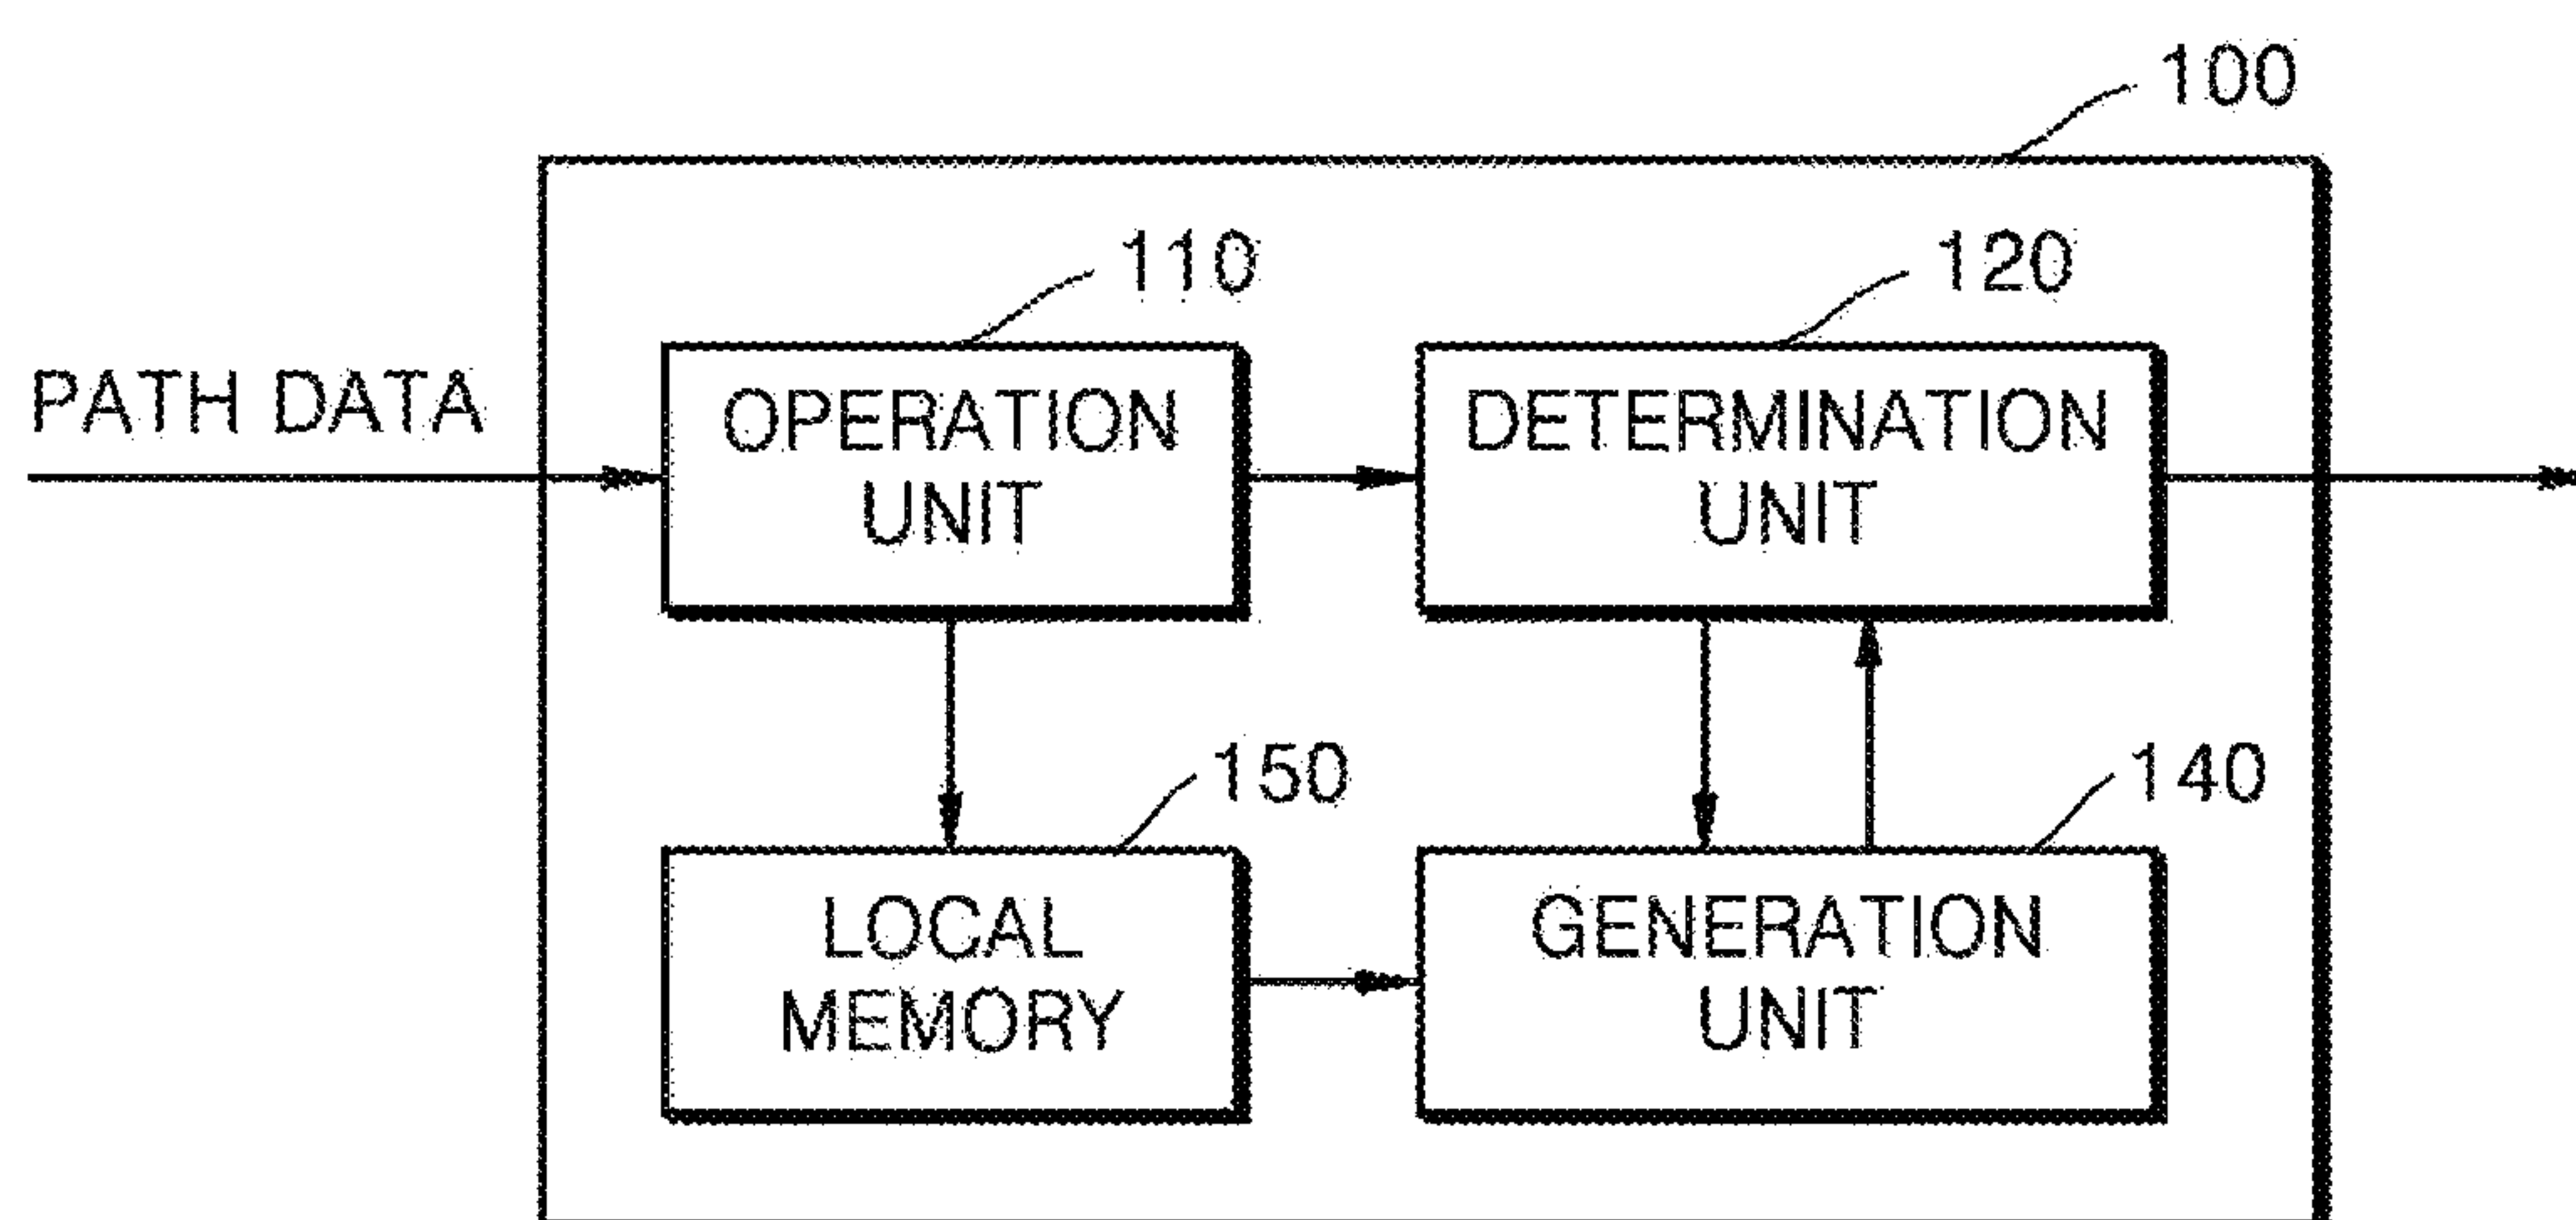 100
110
120
PATH DATA
OPERATION
UNIT
DETERMINATION
UNIT
150
140
LOCAL
MEMORY
GENERATION
UNIT